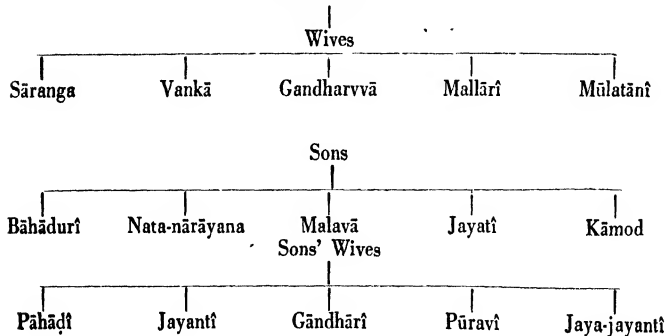 Wives
Sāranga Vankā Gandharvvā Mallārî Mūlatānî
Sons
Bāhādurî Nata-nārāyana Malavā Jayatî Kāmod
Sons' Wives
Pāhāḍî Jayantî Gāndhārî Pūravî Jaya-jayantî